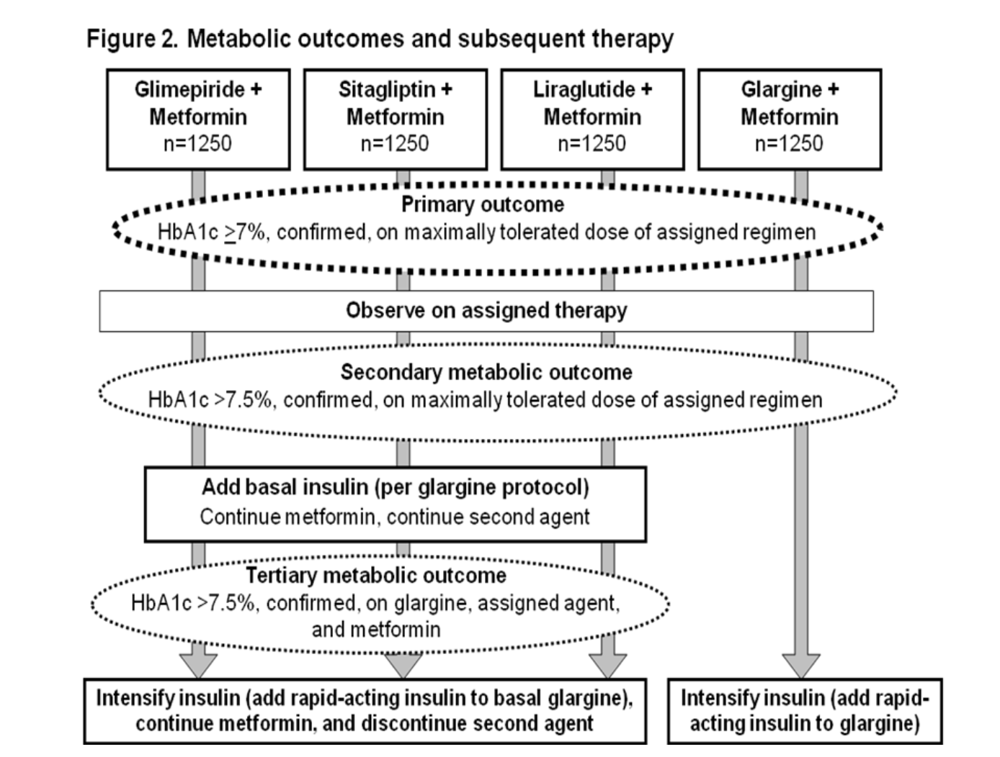 Figure 2. Metabolic outcomes and subsequent therapy
Glimepiride +
Metformin
n=1250
Sitagliptin +
Metformin
n=1250
Liraglutide +
Metformin
n=1250
Glargine +
Metformin
n=1250
Primary outcome
HbA1c ≥7%, confirmed, on maximally tolerated dose of assigned regimen
Observe on assigned therapy
Secondary metabolic outcome
HbA1c >7.5%, confirmed, on maximally tolerated dose of assigned regimen
Add basal insulin (per glargine protocol)
Continue metformin, continue second agent
Tertiary metabolic outcome
HbA1c >7.5%, confirmed, on glargine, assigned agent,
and metformin
Intensify insulin (add rapid-acting insulin to basal glargine),
continue metformin, and discontinue second agent
Intensify insulin (add rapid-
acting insulin to glargine)